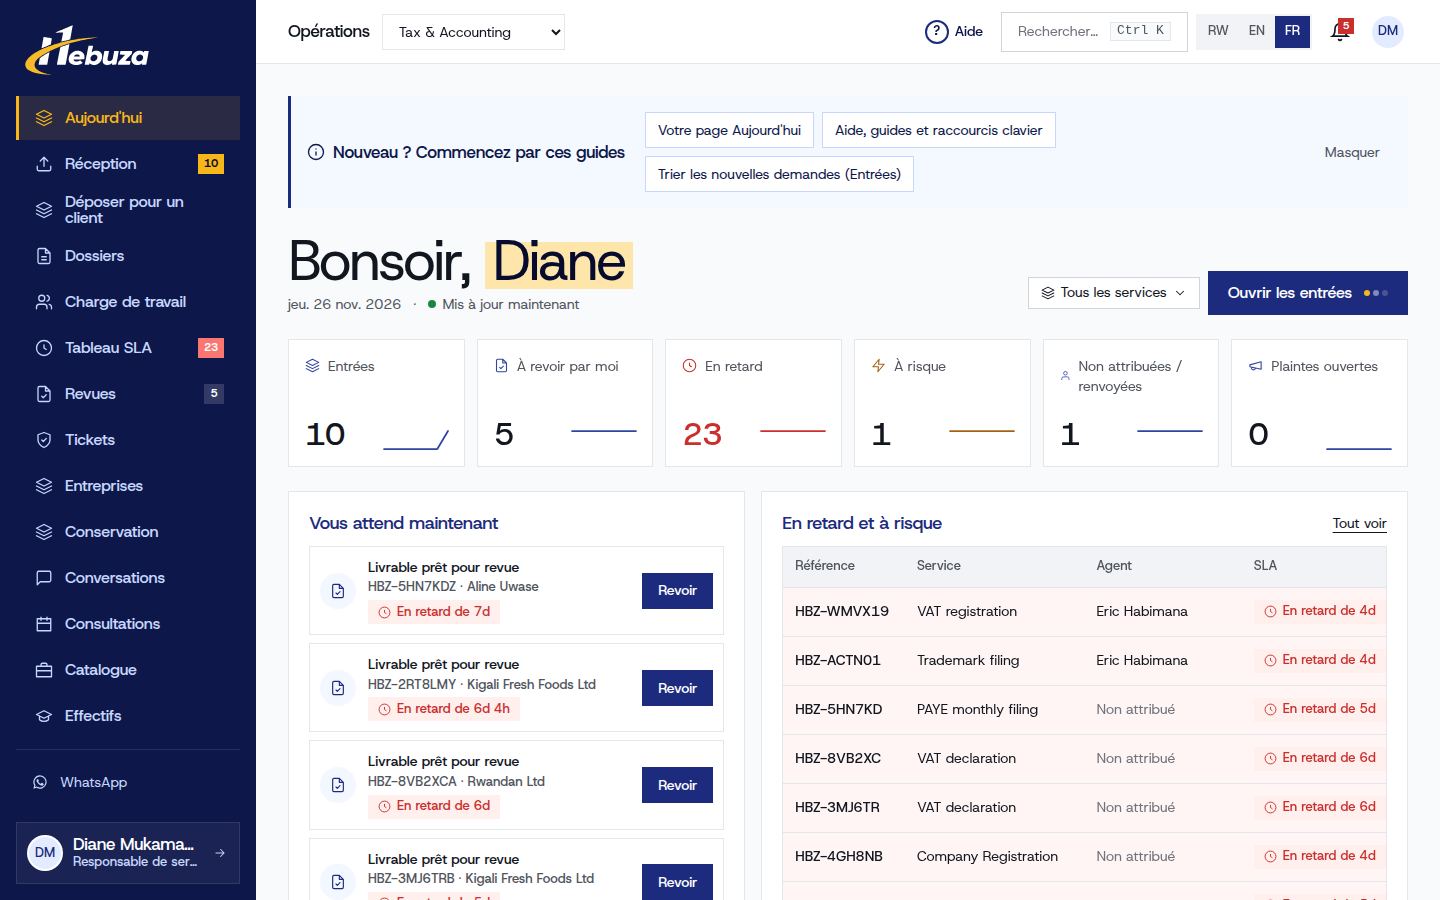 Hebuza
Aujourd'hui
Réception 10
Déposer pour un
client
Dossiers
Charge de travail
Tableau SLA 23
Revues 5
Tickets
Entreprises
Conservation
Conversations
Consultations
Catalogue
Effectifs
WhatsApp
DM Diane Mukama...
Responsable de ser...
Opérations Tax & Accounting
? Aide Rechercher... Ctrl K RW EN FR 5 DM
Nouveau ? Commencez par ces guides
Votre page Aujourd'hui Aide, guides et raccourcis clavier
Trier les nouvelles demandes (Entrées)
Masquer
Bonsoir, Diane
jeu. 26 nov. 2026 · Mis à jour maintenant
Tous les services Ouvrir les entrées
Entrées
10
À revoir par moi
5
En retard
23
À risque
1
Non attribuées /
renvoyées
1
Plaintes ouvertes
0
Vous attend maintenant
Livrable prêt pour revue
HBZ-5HN7KDZ · Aline Uwase
En retard de 7d
Revoir
Livrable prêt pour revue
HBZ-2RT8LMY · Kigali Fresh Foods Ltd
En retard de 6d 4h
Revoir
Livrable prêt pour revue
HBZ-8VB2XCA · Rwandan Ltd
En retard de 6d
Revoir
Livrable prêt pour revue
HBZ-3MJ6TRB · Kigali Fresh Foods Ltd
Revoir
En retard et à risque Tout voir
Référence Service Agent SLA
HBZ-WMVX19 VAT registration Eric Habimana En retard de 4d
HBZ-ACTN01 Trademark filing Eric Habimana En retard de 4d
HBZ-5HN7KD PAYE monthly filing Non attribué En retard de 5d
HBZ-8VB2XC VAT declaration Non attribué En retard de 6d
HBZ-3MJ6TR VAT declaration Non attribué En retard de 6d
HBZ-4GH8NB Company Registration Non attribué En retard de 4d